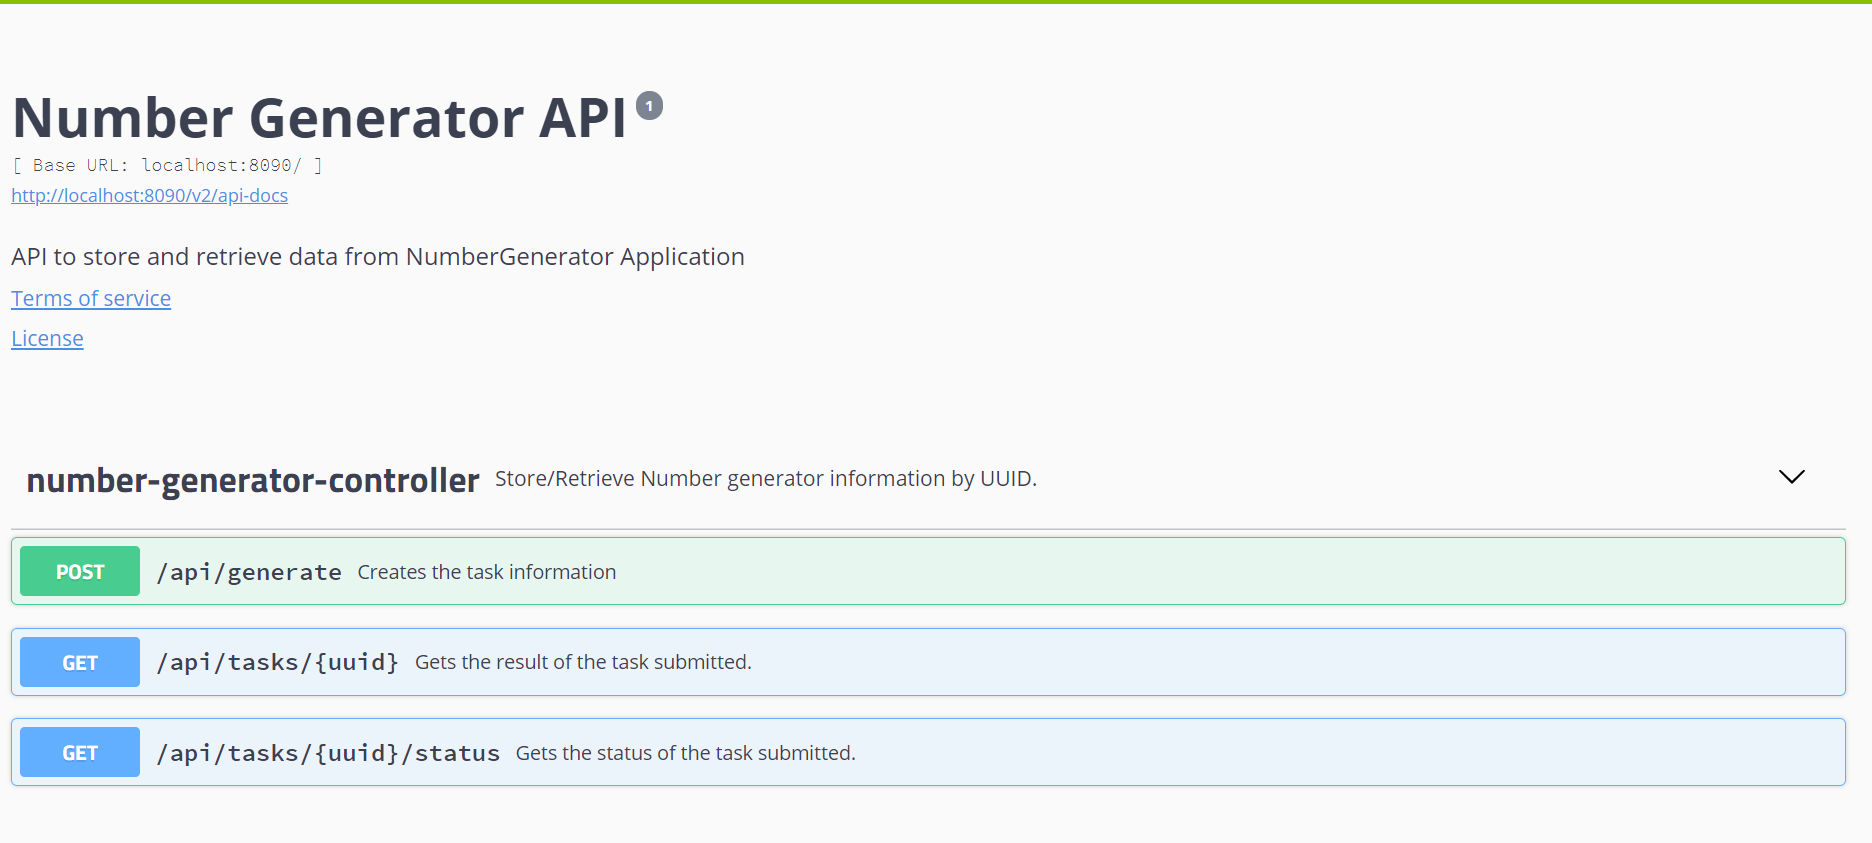 Number Generator API 1
[ Base URL: localhost:8090/ ]
http://localhost:8090/v2/api-docs
API to store and retrieve data from NumberGenerator Application
Terms of service
License
number-generator-controller Store/Retrieve Number generator information by UUID.
POST /api/generate Creates the task information
GET /api/tasks/{uuid} Gets the result of the task submitted.
GET /api/tasks/{uuid}/status Gets the status of the task submitted.